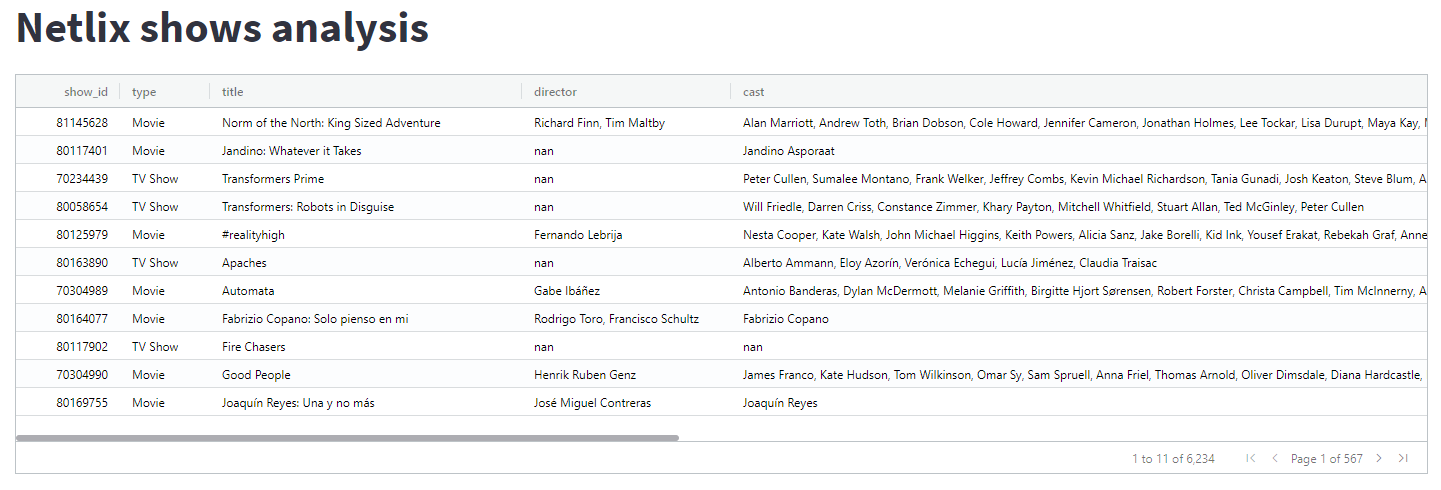 Netlix shows analysis
show_id type title director cast
81145628 Movie Norm of the North: King Sized Adventure Richard Finn, Tim Maltby Alan Marriott, Andrew Toth, Brian Dobson, Cole Howard, Jennifer Cameron, Jonathan Holmes, Lee Tockar, Lisa Durupt, Maya Kay,
80117401 Movie Jandino: Whatever it Takes nan Jandino Asporaat
70234439 TV Show Transformers Prime nan Peter Cullen, Sumalee Montano, Frank Welker, Jeffrey Combs, Kevin Michael Richardson, Tania Gunadi, Josh Keaton, Steve Blum, A
80058654 TV Show Transformers: Robots in Disguise nan Will Friedle, Darren Criss, Constance Zimmer, Khary Payton, Mitchell Whitfield, Stuart Allan, Ted McGinley, Peter Cullen
80125979 Movie #realityhigh Fernando Lebrija Nesta Cooper, Kate Walsh, John Michael Higgins, Keith Powers, Alicia Sanz, Jake Borelli, Kid Ink, Yousef Erakat, Rebekah Graf, Anne
80163890 TV Show Apaches nan Alberto Ammann, Eloy Azorín, Verónica Echegui, Lucía Jiménez, Claudia Traisac
70304989 Movie Automata Gabe Ibáñez Antonio Banderas, Dylan McDermott, Melanie Griffith, Birgitte Hjort Sørensen, Robert Forster, Christa Campbell, Tim McInnerny, A
80164077 Movie Fabrizio Copano: Solo pienso en mi Rodrigo Toro, Francisco Schultz Fabrizio Copano
80117902 TV Show Fire Chasers nan nan
70304990 Movie Good People Henrik Ruben Genz James Franco, Kate Hudson, Tom Wilkinson, Omar Sy, Sam Spruell, Anna Friel, Thomas Arnold, Oliver Dimsdale, Diana Hardcastle,
80169755 Movie Joaquín Reyes: Una y no más José Miguel Contreras Joaquín Reyes
1 to 11 of 6,234 Page 1 of 567